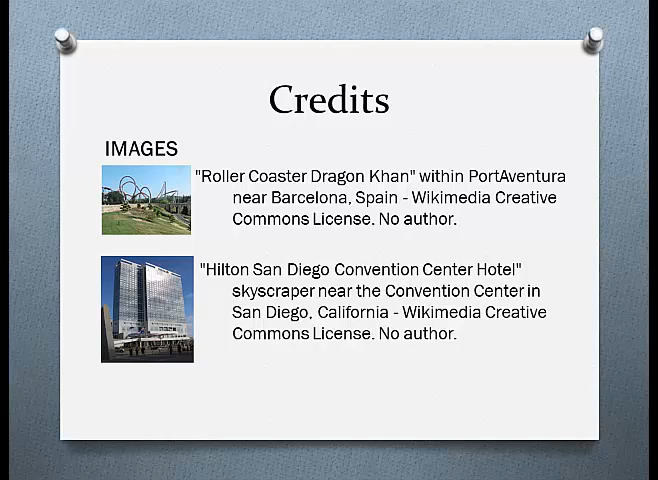 Credits
IMAGES
"Roller Coaster Dragon Khan" within PortAventura
near Barcelona, Spain - Wikimedia Creative
Commons License. No author.
"Hilton San Diego Convention Center Hotel"
skyscraper near the Convention Center in
San Diego, California - Wikimedia Creative
Commons License. No author.